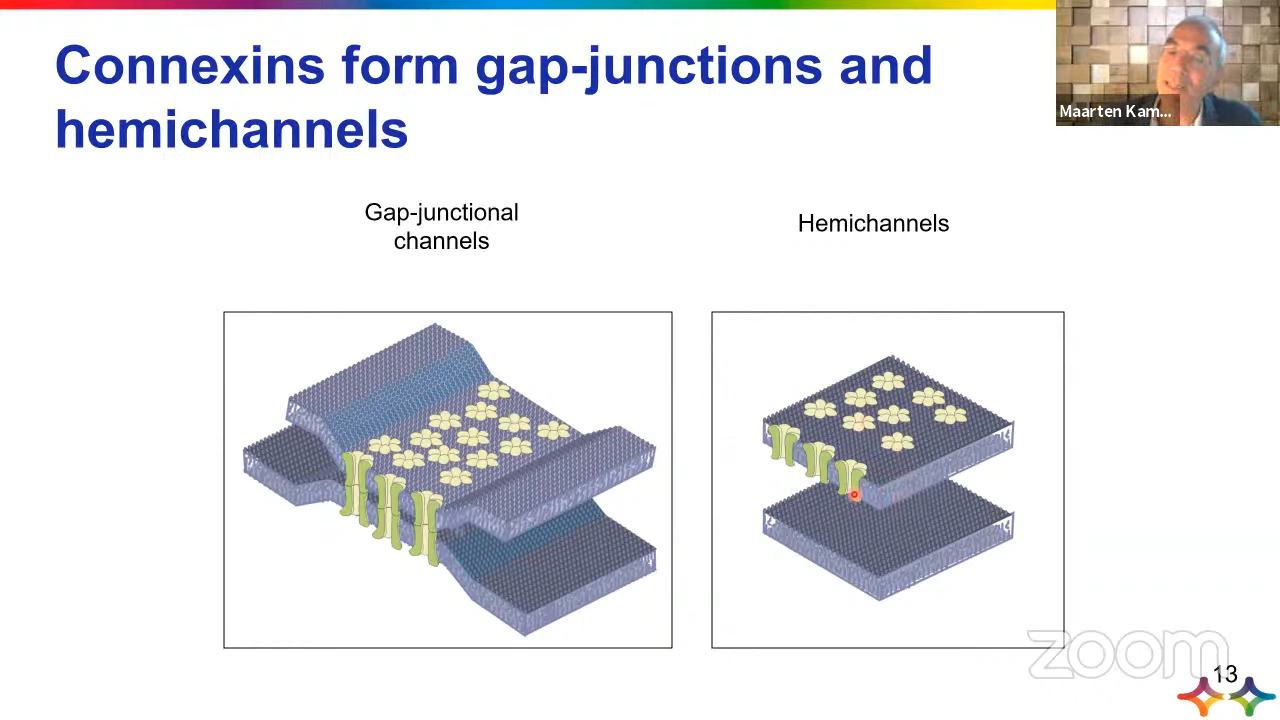 Connexins form gap-junctions and
hemichannels
Maarten Kam...
Gap-junctional
channels
Hemichannels
zoom
13